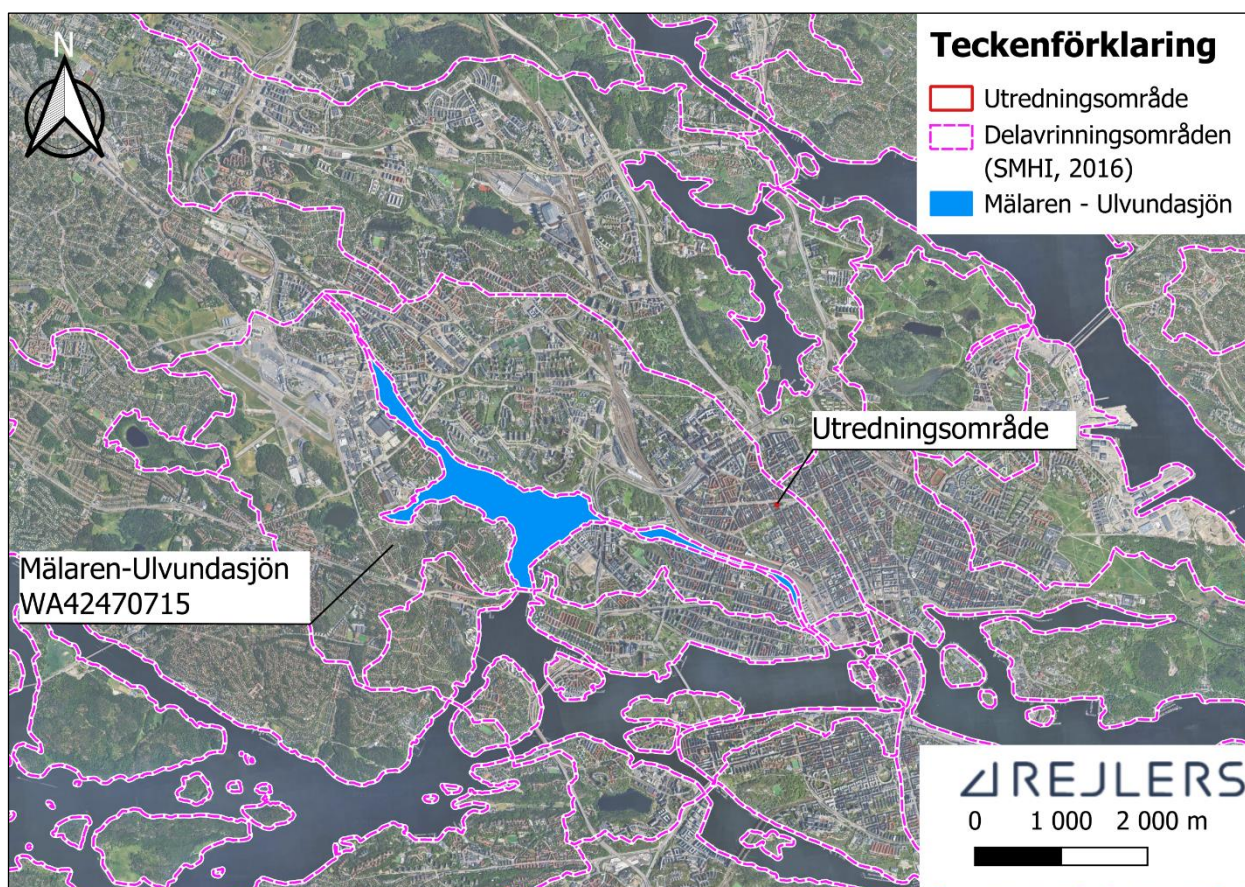 N
Teckenförklaring
Utredningsområde
Delavrinningsområden
(SMHI, 2016)
Mälaren - Ulvundasjön
Utredningsområde
Mälaren-Ulvundasjön
WA42470715
REJLERS
0 1 000 2 000 m